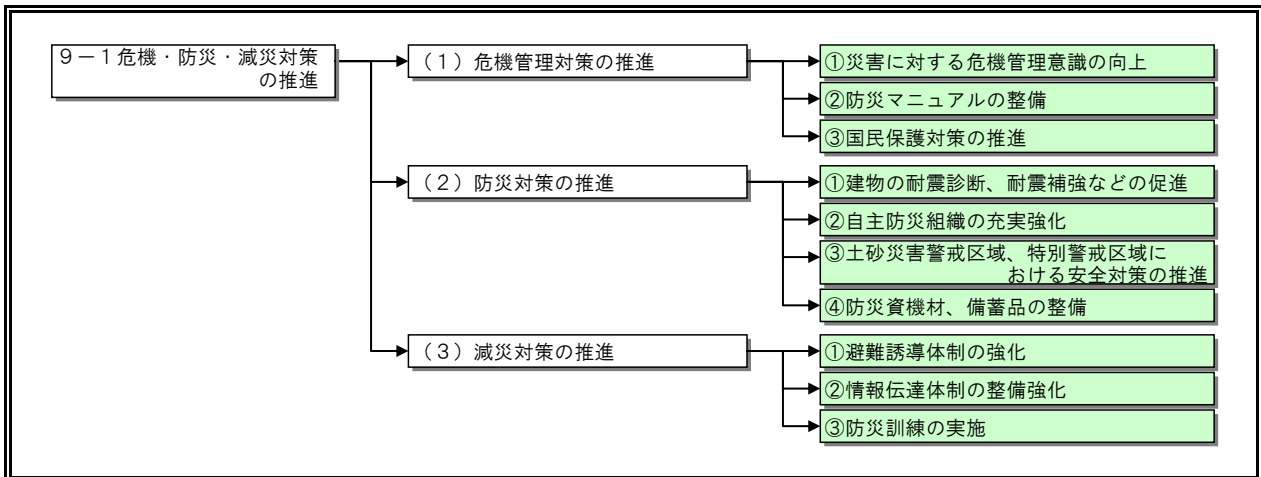 ９－１危機・防災・減災対策
の推進
（１）危機管理対策の推進
①災害に対する危機管理意識の向上
②防災マニュアルの整備
③国民保護対策の推進
（２）防災対策の推進
①建物の耐震診断、耐震補強などの促進
②自主防災組織の充実強化
③土砂災害警戒区域、特別警戒区域に
おける安全対策の推進
④防災資機材、備蓄品の整備
（３）減災対策の推進
①避難誘導体制の強化
②情報伝達体制の整備強化
③防災訓練の実施